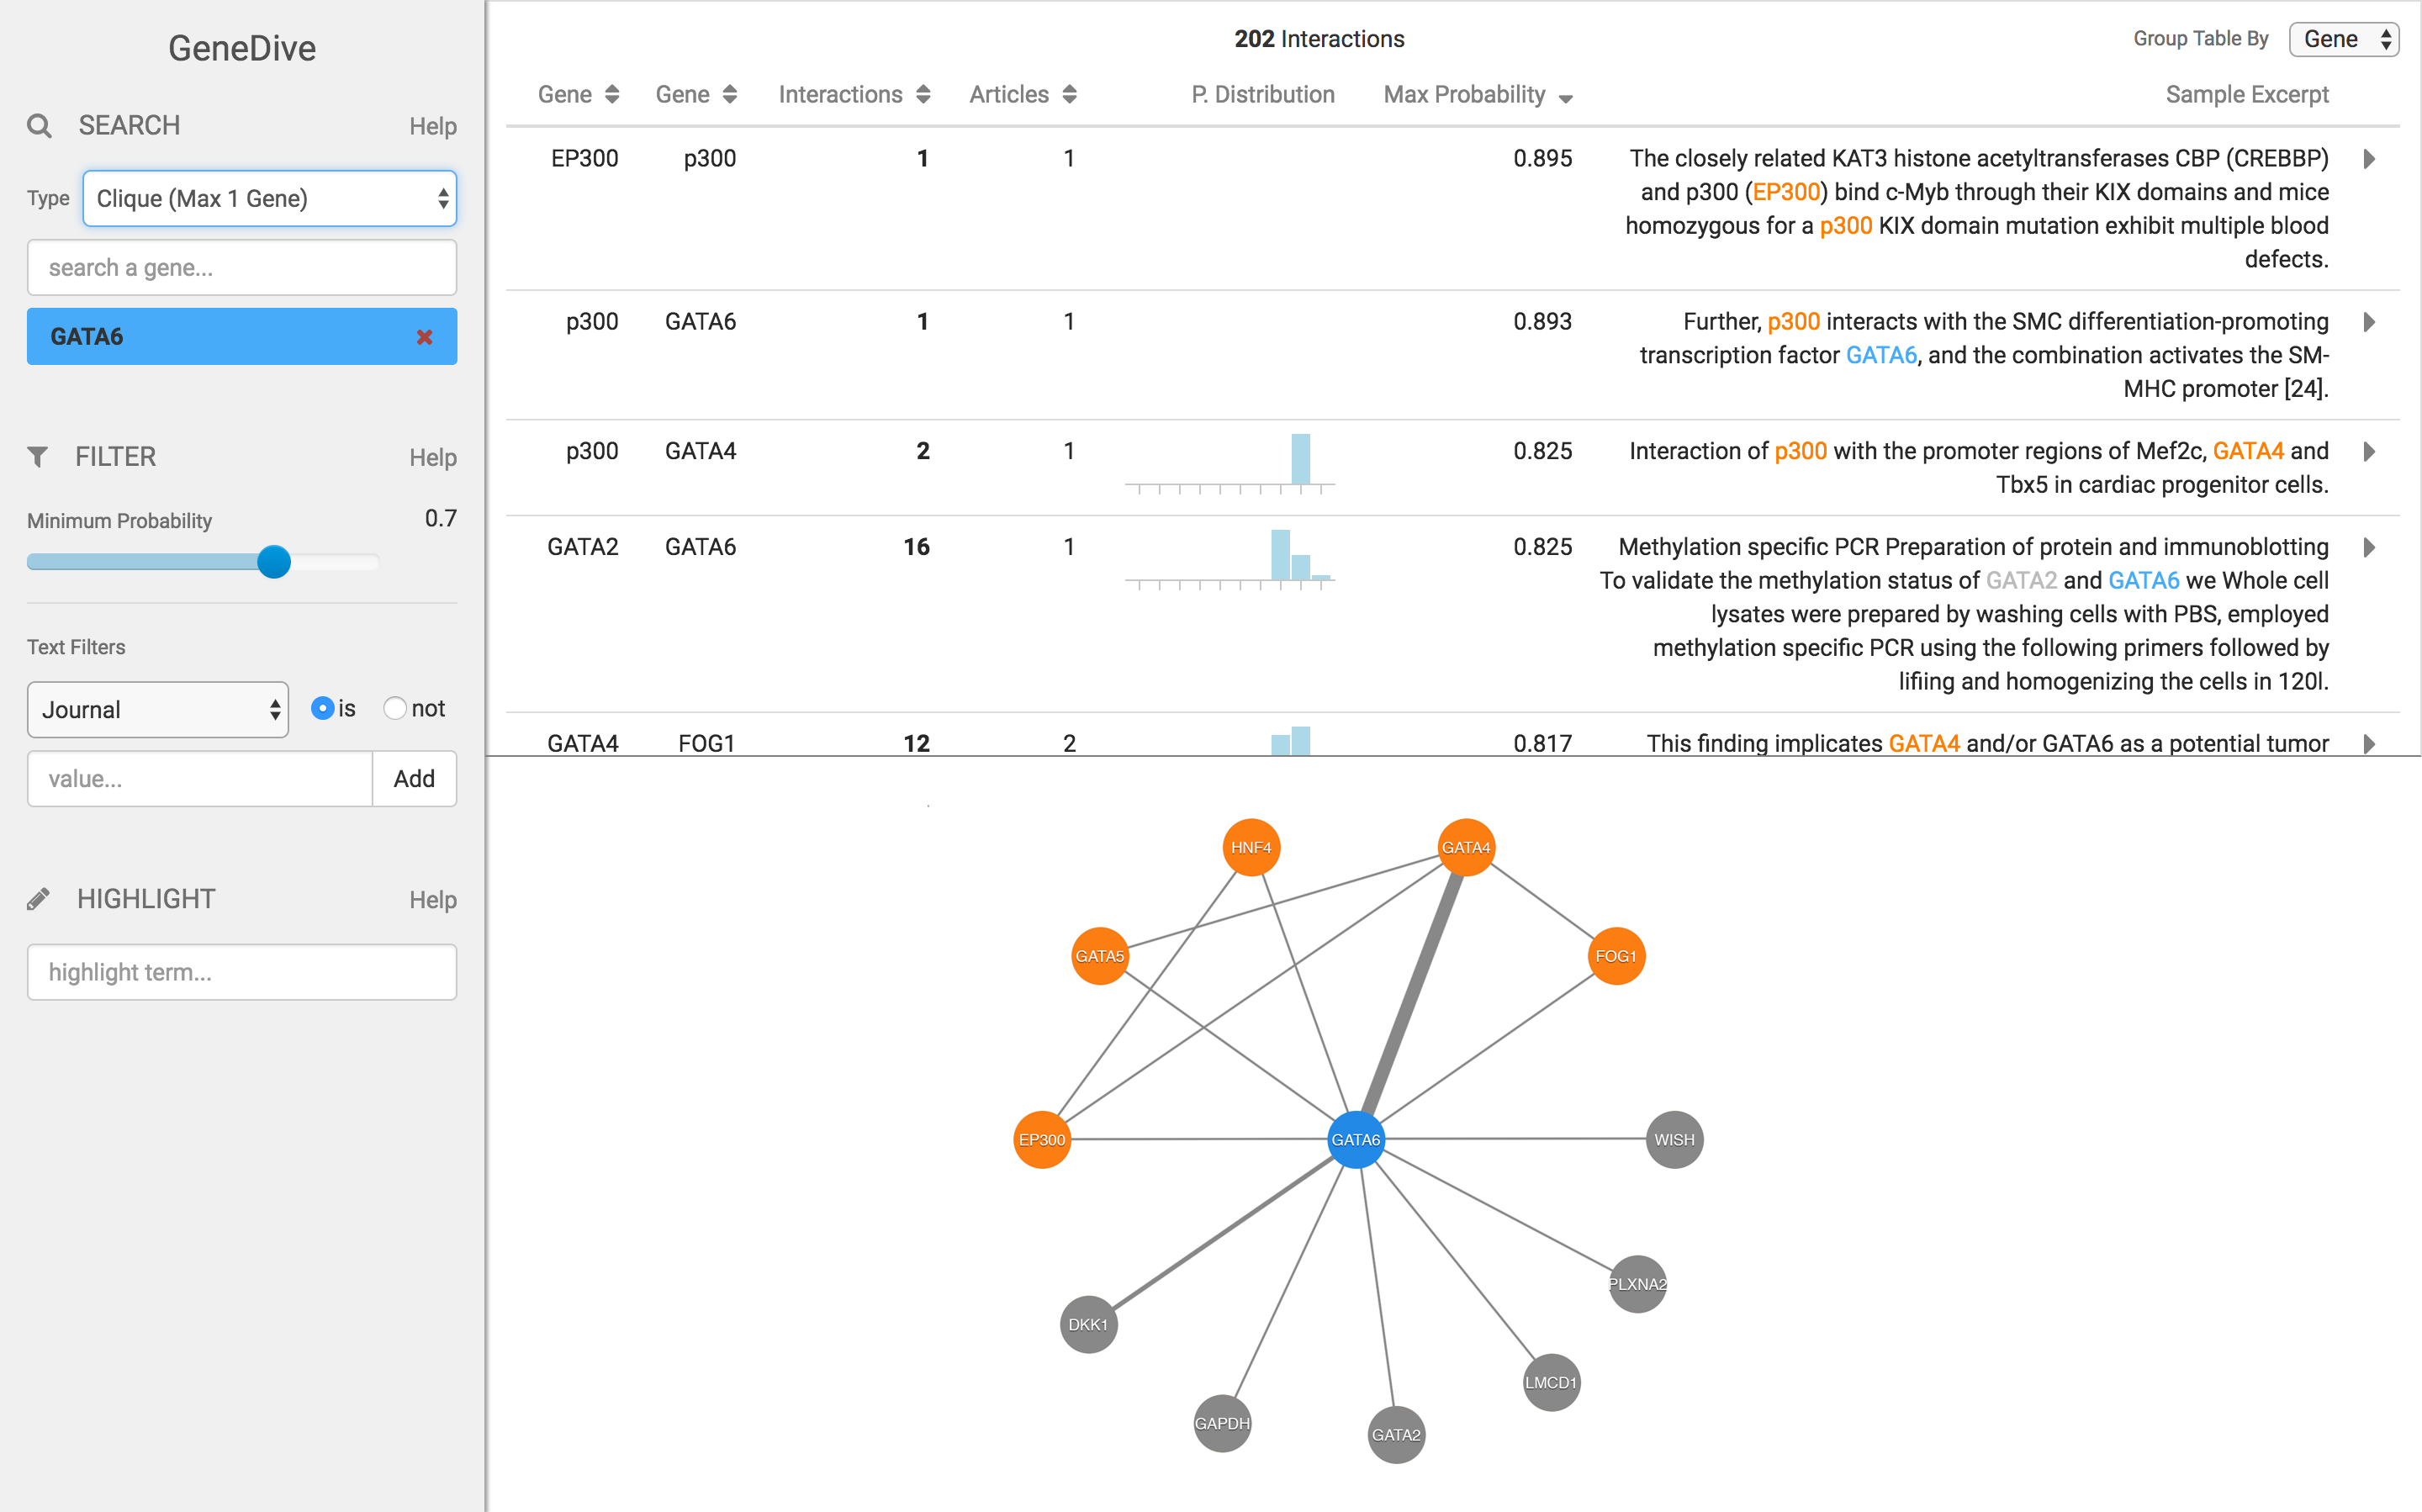 GeneDive
SEARCH Help
Type Clique (Max 1 Gene)
search a gene...
GATA6
FILTER Help
Minimum Probability 0.7
Text Filters
Journal is not
value... Add
HIGHLIGHT Help
highlight term...
202 Interactions
Group Table By Gene
Gene Gene Interactions Articles P. Distribution Max Probability Sample Excerpt
EP300 p300 1 1 0.895 The closely related KAT3 histone acetyltransferases CBP (CREBBP)
and p300 (EP300) bind c-Myb through their KIX domains and mice
homozygous for a p300 KIX domain mutation exhibit multiple blood
defects.
p300 GATA6 1 1 0.893 Further, p300 interacts with the SMC differentiation-promoting
transcription factor GATA6, and the combination activates the SM-
MHC promoter [24].
p300 GATA4 2 1 0.825 Interaction of p300 with the promoter regions of Mef2c, GATA4 and
Tbx5 in cardiac progenitor cells.
GATA2 GATA6 16 1 0.825 Methylation specific PCR Preparation of protein and immunoblotting
To validate the methylation status of GATA2 and GATA6 we Whole cell
lysates were prepared by washing cells with PBS, employed
methylation specific PCR using the following primers followed by
lifiing and homogenizing the cells in 120l.
GATA4 FOG1 12 2 0.817 This finding implicates GATA4 and/or GATA6 as a potential tumor
HNF4 GATA4
GATA5 FOG1
EP300 GATA6 WISH
PLXNA2
DKK1
LMCD1
GAPDH
GATA2